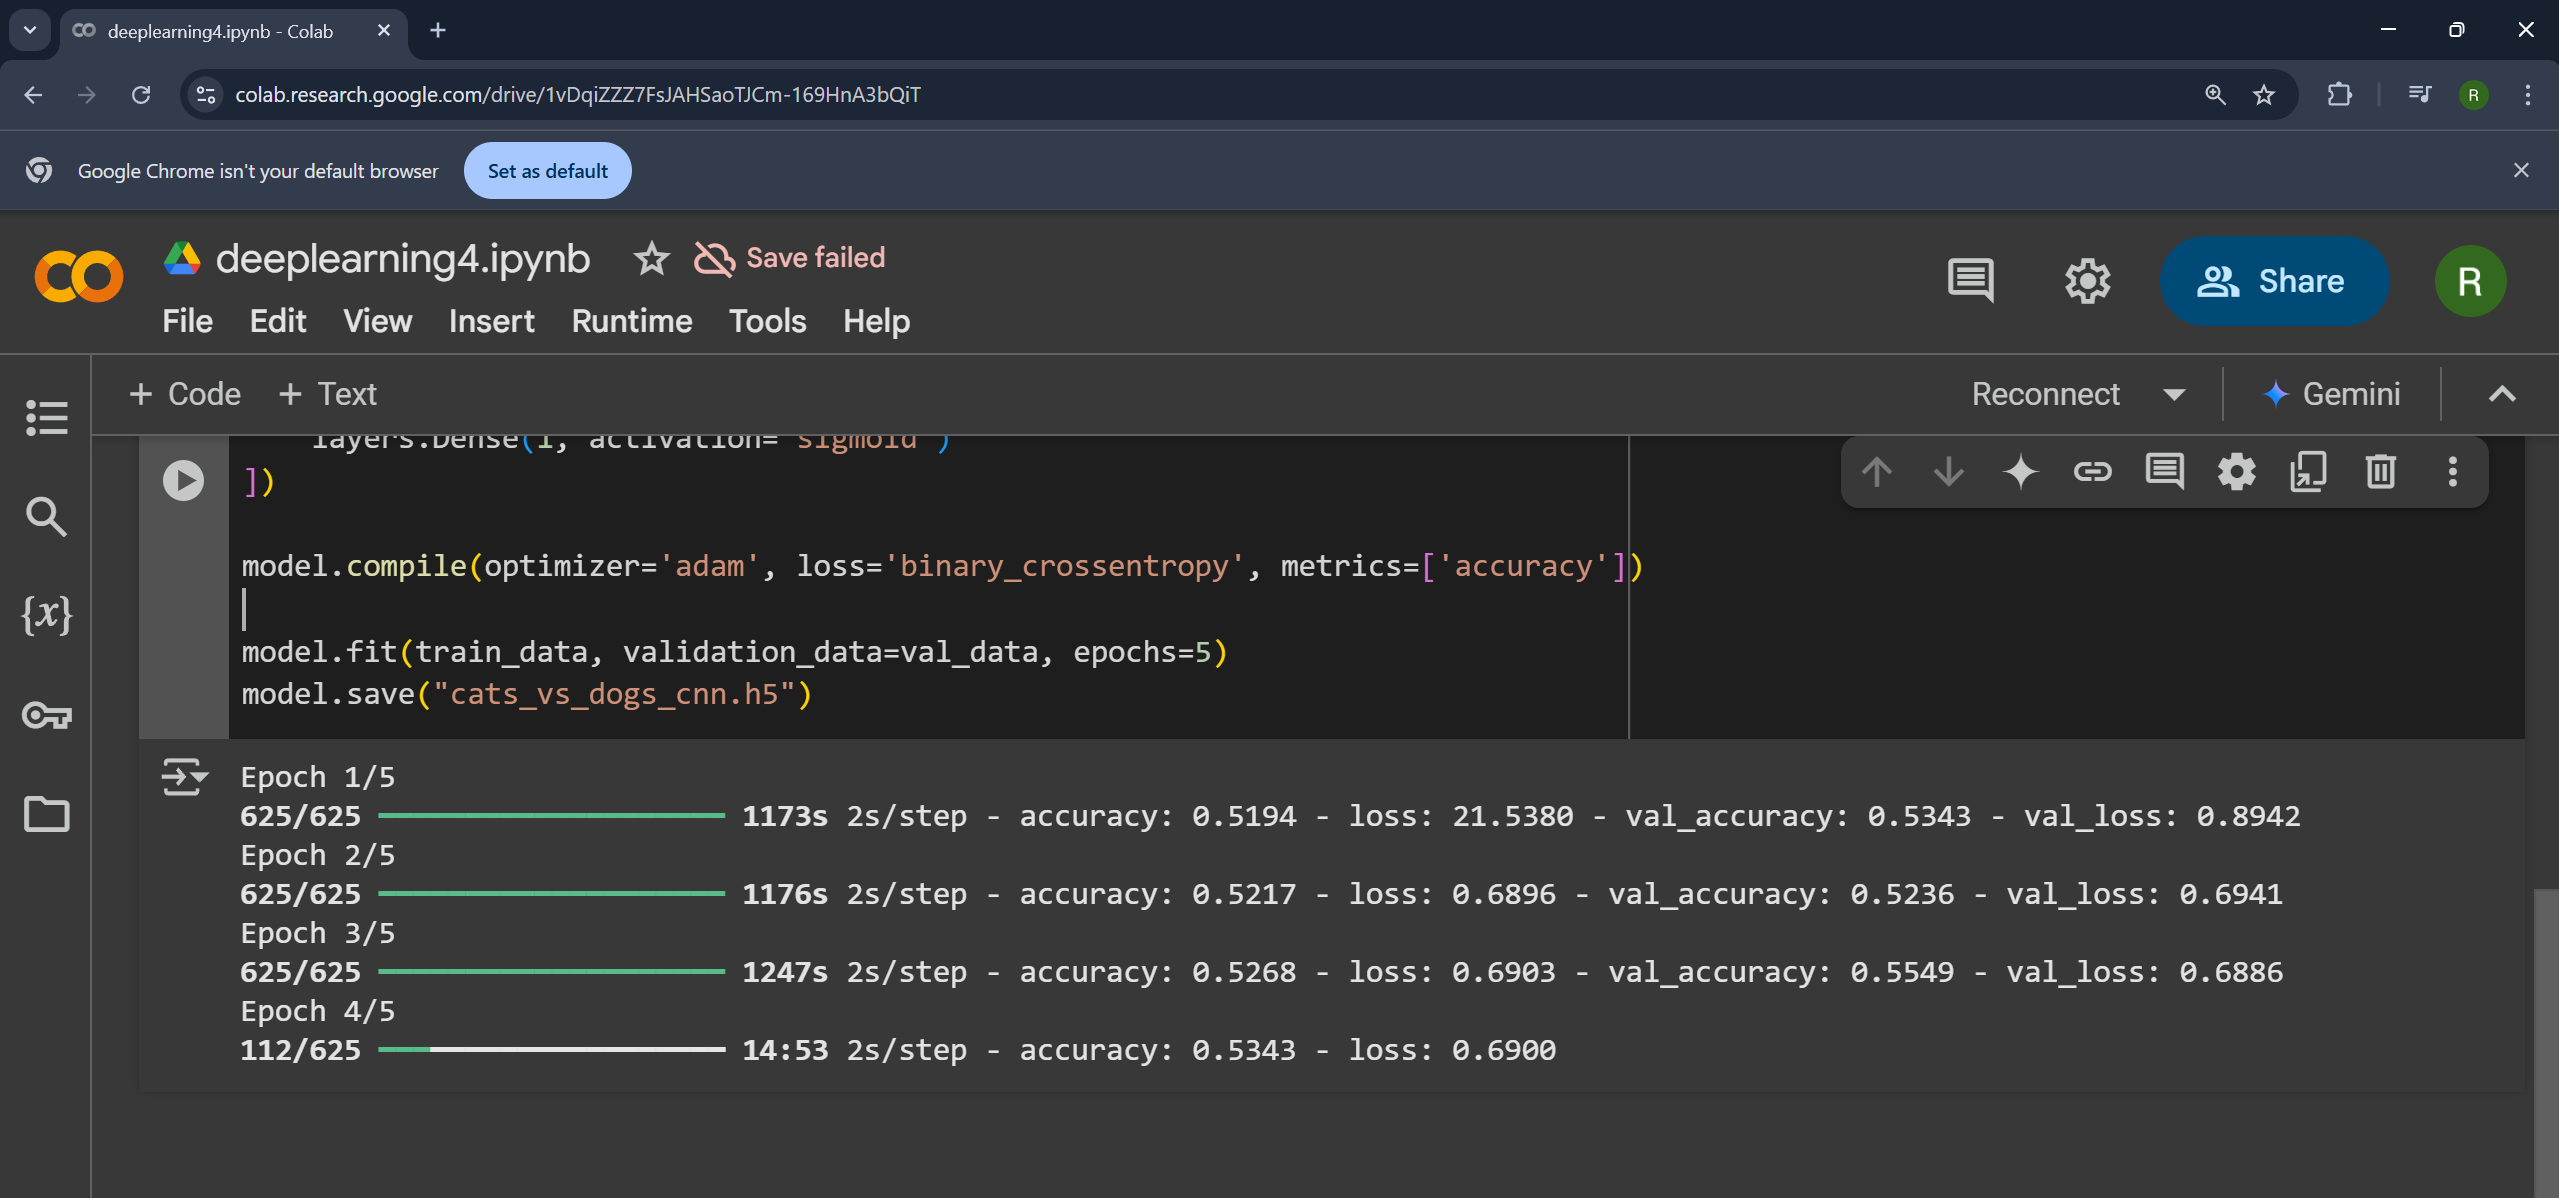 deeplearning4.ipynb - Colab
colab.research.google.com/drive/1vDqiZZZ7FsJAHSaoTJCm-169HnA3bQiT
R
Google Chrome isn't your default browser
Set as default
deeplearning4.ipynb
Save failed
File Edit View Insert Runtime Tools Help
Share
R
+ Code + Text
Reconnect
Gemini
{x}
layers.Dense(1, activation='sigmoid')
])
model.compile(optimizer='adam', loss='binary_crossentropy', metrics=['accuracy'])
model.fit(train_data, validation_data=val_data, epochs=5)
model.save("cats_vs_dogs_cnn.h5")
Epoch 1/5
625/625 1173s 2s/step - accuracy: 0.5194 - loss: 21.5380 - val_accuracy: 0.5343 - val_loss: 0.8942
Epoch 2/5
625/625 1176s 2s/step - accuracy: 0.5217 - loss: 0.6896 - val_accuracy: 0.5236 - val_loss: 0.6941
Epoch 3/5
625/625 1247s 2s/step - accuracy: 0.5268 - loss: 0.6903 - val_accuracy: 0.5549 - val_loss: 0.6886
Epoch 4/5
112/625 14:53 2s/step - accuracy: 0.5343 - loss: 0.6900